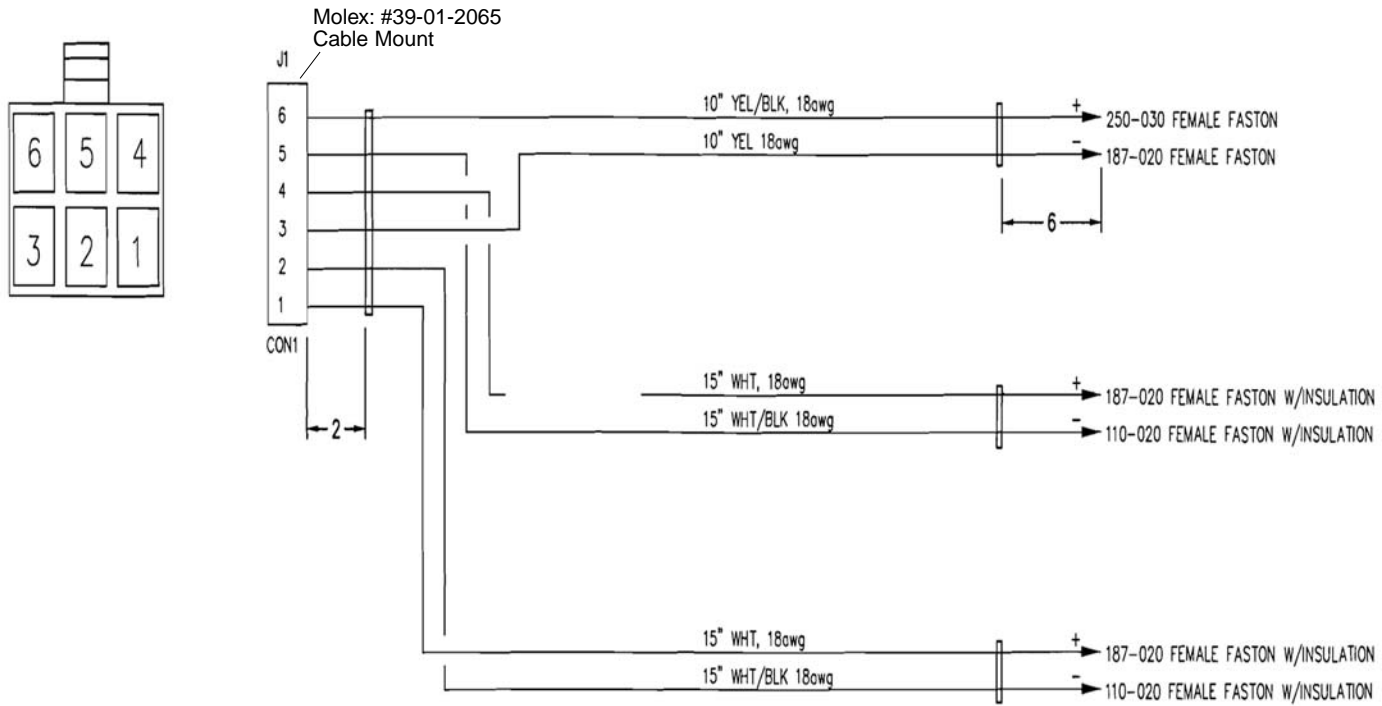 Molex: #39-01-2065
Cable Mount
J1
6 5 4
3 2 1
6
5
4
3
2
1
CON1
2
10" YEL/BLK, 18awg
+
250-030 FEMALE FASTON
10" YEL 18awg
-
187-020 FEMALE FASTON
6
15" WHT, 18awg
+
187-020 FEMALE FASTON W/INSULATION
15" WHT/BLK 18awg
-
110-020 FEMALE FASTON W/INSULATION
15" WHT, 18awg
+
187-020 FEMALE FASTON W/INSULATION
15" WHT/BLK 18awg
-
110-020 FEMALE FASTON W/INSULATION